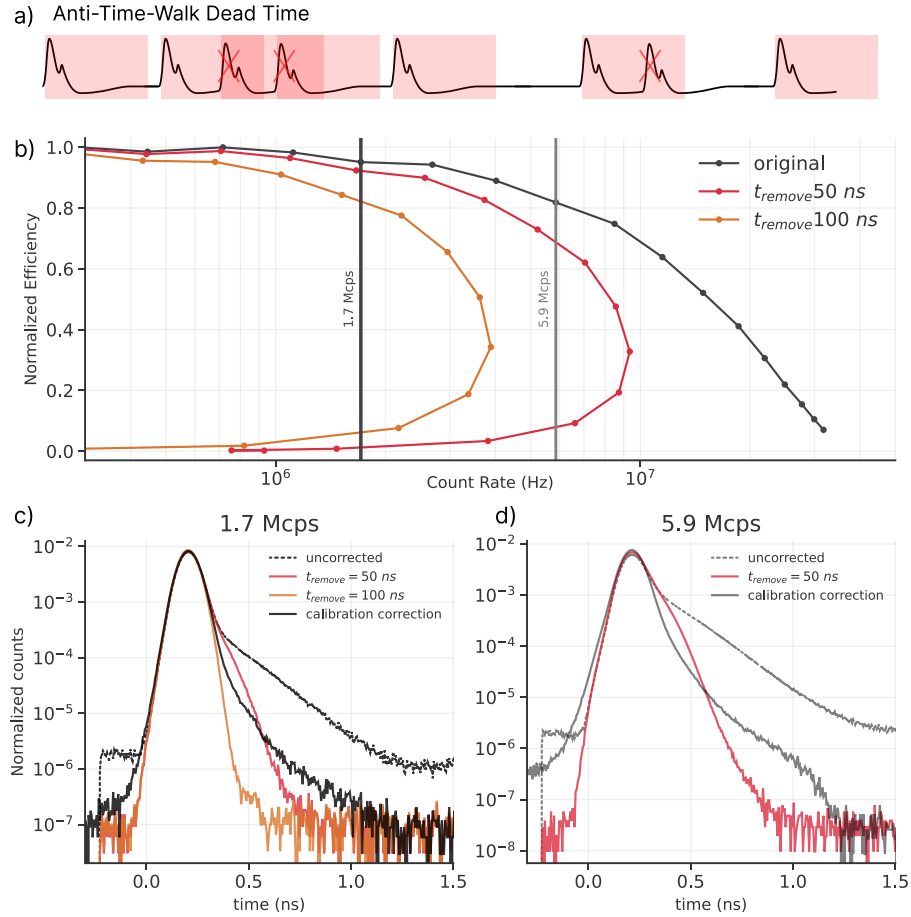 a) Anti-Time-Walk Dead Time
b)
1.0
0.8
0.6
0.4
0.2
0.0
Normalized Efficiency
original
t_remove 50 ns
t_remove 100 ns
1.7 Mcps
5.9 Mcps
10^6
10^7
Count Rate (Hz)
c) 1.7 Mcps
10^-2
10^-3
10^-4
10^-5
10^-6
10^-7
Normalized counts
uncorrected
t_remove = 50 ns
t_remove = 100 ns
calibration correction
0.0 0.5 1.0 1.5
time (ns)
d) 5.9 Mcps
10^-2
10^-3
10^-4
10^-5
10^-6
10^-7
10^-8
uncorrected
t_remove = 50 ns
calibration correction
0.0 0.5 1.0 1.5
time (ns)